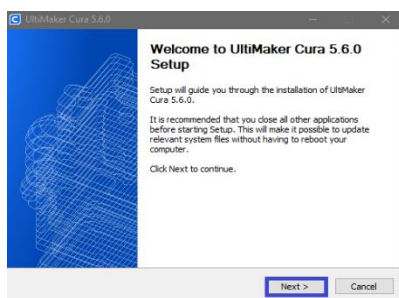 UltiMaker Cura 5.6.0
Welcome to UltiMaker Cura 5.6.0
Setup
Setup will guide you through the installation of UltiMaker
Cura 5.6.0.
It is recommended that you close all other applications
before starting Setup. This will make it possible to update
relevant system files without having to reboot your
computer.
Click Next to continue.
Next >
Cancel